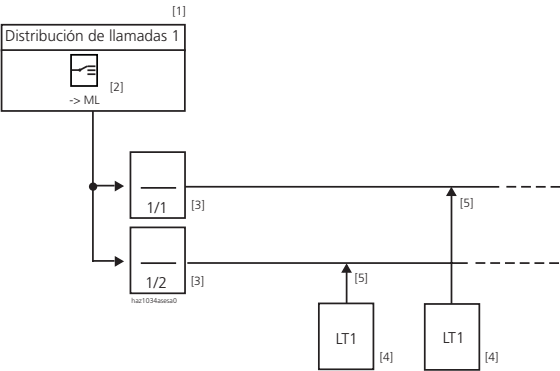 [1]
Distribución de llamadas 1
[2]
-> ML
1/1
[3]
[5]
1/2
[3]
[5]
haz1034asesa0
LT1
[4]
LT1
[4]